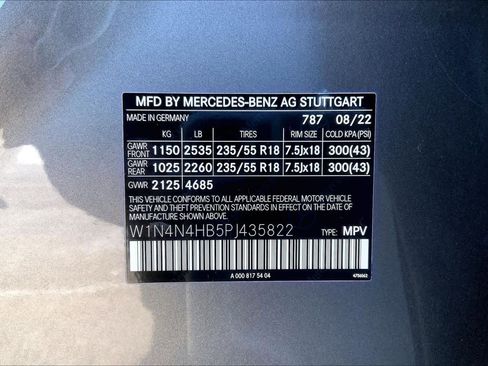 MFD BY MERCEDES-BENZ AG STUTTGART
MADE IN GERMANY 787 08/22
KG LB TIRES RIM SIZE COLD KPA (PSI)
GAWR FRONT 1150 2535 235/55 R18 7.5Jx18 300(43)
GAWR REAR 1025 2260 235/55 R18 7.5Jx18 300(43)
GVWR 2125 4685
THIS VEHICLE CONFORMS TO ALL APPLICABLE FEDERAL MOTOR
VEHICLE SAFETY STANDARDS IN EFFECT ON THE DATE OF
MANUFACTURE SHOWN ABOVE.
W1N4N4HB5PJ435822 TYPE: MPV
A 000 817 54 04